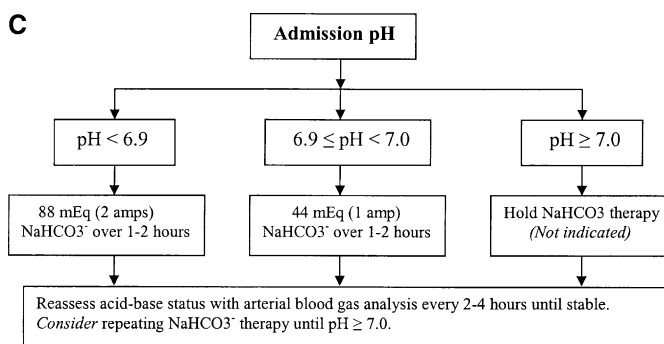 C
Admission pH
pH < 6.9
6.9 ≤ pH < 7.0
pH ≥ 7.0
88 mEq (2 amps)
NaHCO3⁻ over 1-2 hours
44 mEq (1 amp)
NaHCO3⁻ over 1-2 hours
Hold NaHCO3 therapy
(Not indicated)
Reassess acid-base status with arterial blood gas analysis every 2-4 hours until stable.
Consider repeating NaHCO3⁻ therapy until pH ≥ 7.0.